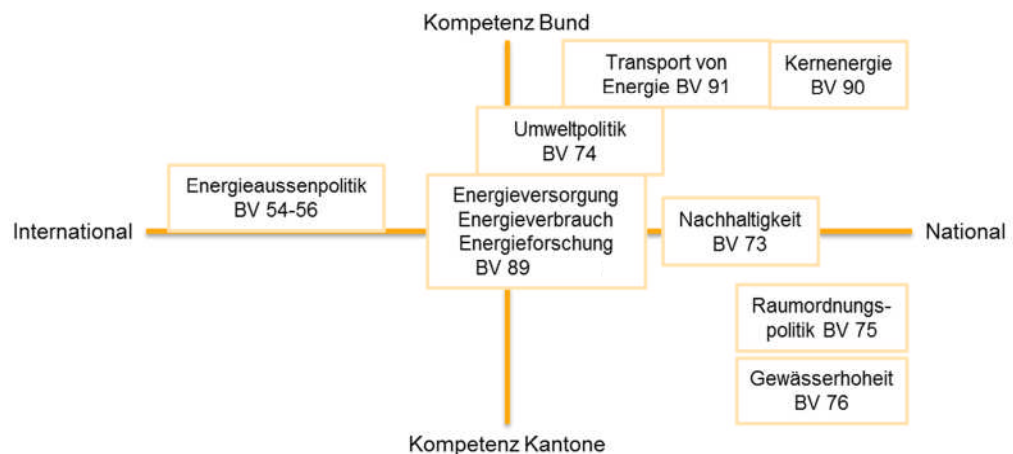 Kompetenz Bund
Transport von
Energie BV 91
Kernenergie
BV 90
Umweltpolitik
BV 74
Energieaussenpolitik
BV 54-56
Energieversorgung
Energieverbrauch
Energieforschung
BV 89
Nachhaltigkeit
BV 73
International
National
Raumordnungs-
politik BV 75
Gewässerhoheit
BV 76
Kompetenz Kantone